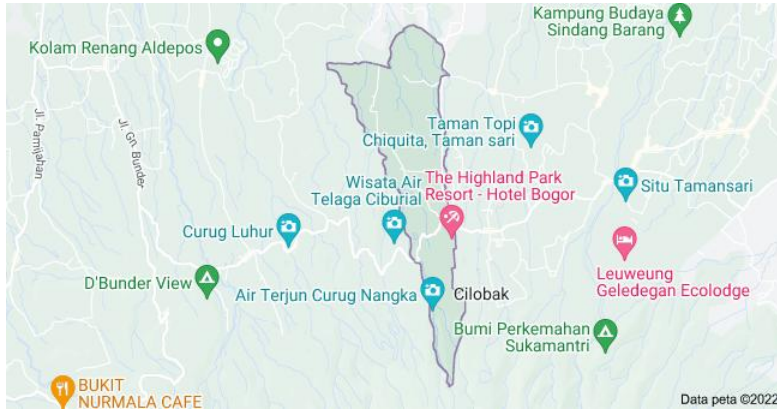 Kampung Budaya
Sindang Barang
Kolam Renang Aldepos
Jl. Pamijahan
Jl. Gn. Bunder
Taman Topi
Chiquita, Taman sari
Wisata Air
Telaga Ciburial
The Highland Park
Resort - Hotel Bogor
Situ Tamansari
Curug Luhur
Leuweung
Geledegan Ecolodge
D'Bunder View
Air Terjun Curug Nangka
Cilobak
Bumi Perkemahan
Sukamantri
BUKIT
NURMALA CAFE
Data peta ©2022